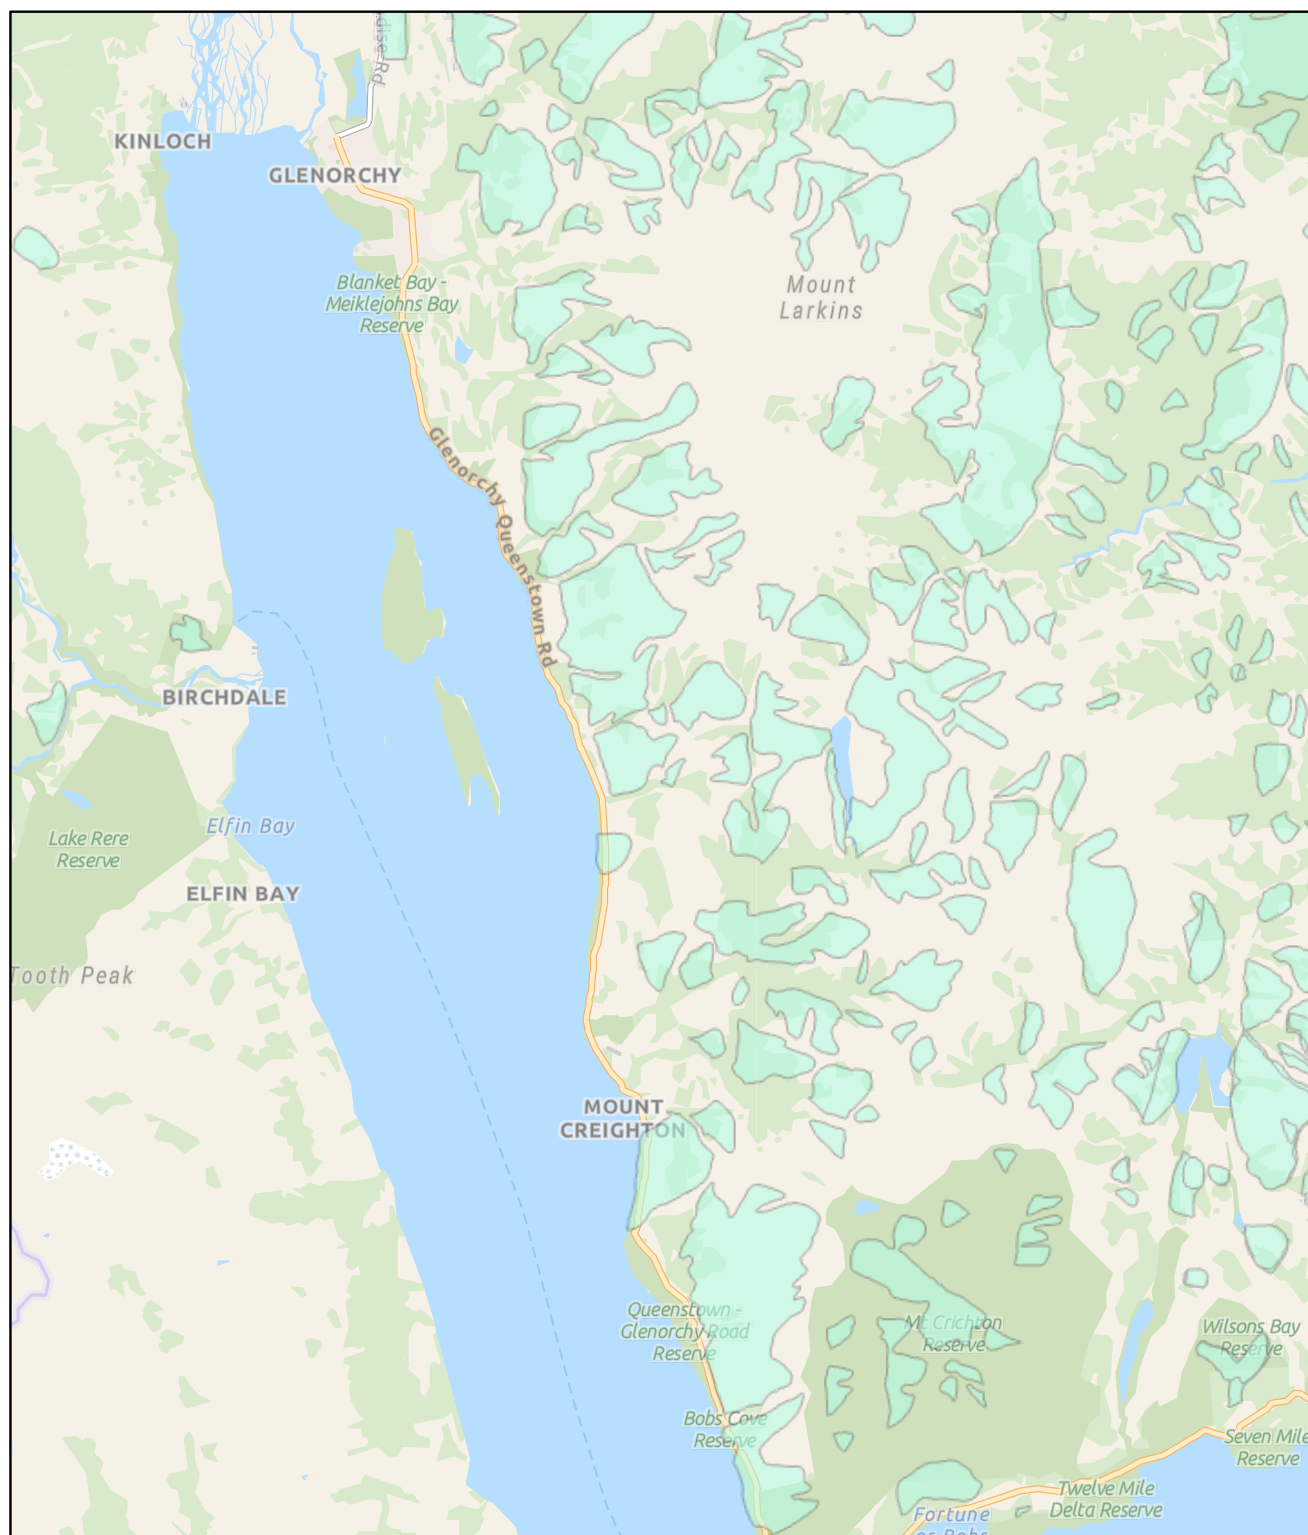 KINLOCH
GLENORCHY
Blanket Bay -
Meiklejohns Bay
Reserve
Mount
Larkins
Glenorchy Queenstown Rd
BIRCHDALE
Elfin Bay
Lake Rere
Reserve
ELFIN BAY
Tooth Peak
MOUNT
CREIGHTON
Queenstown -
Glenorchy Road
Reserve
Mt Crichton
Reserve
Wilsons Bay
Reserve
Bobs Cove
Reserve
Seven Mile
Reserve
Twelve Mile
Delta Reserve
Fortune
or Bobs